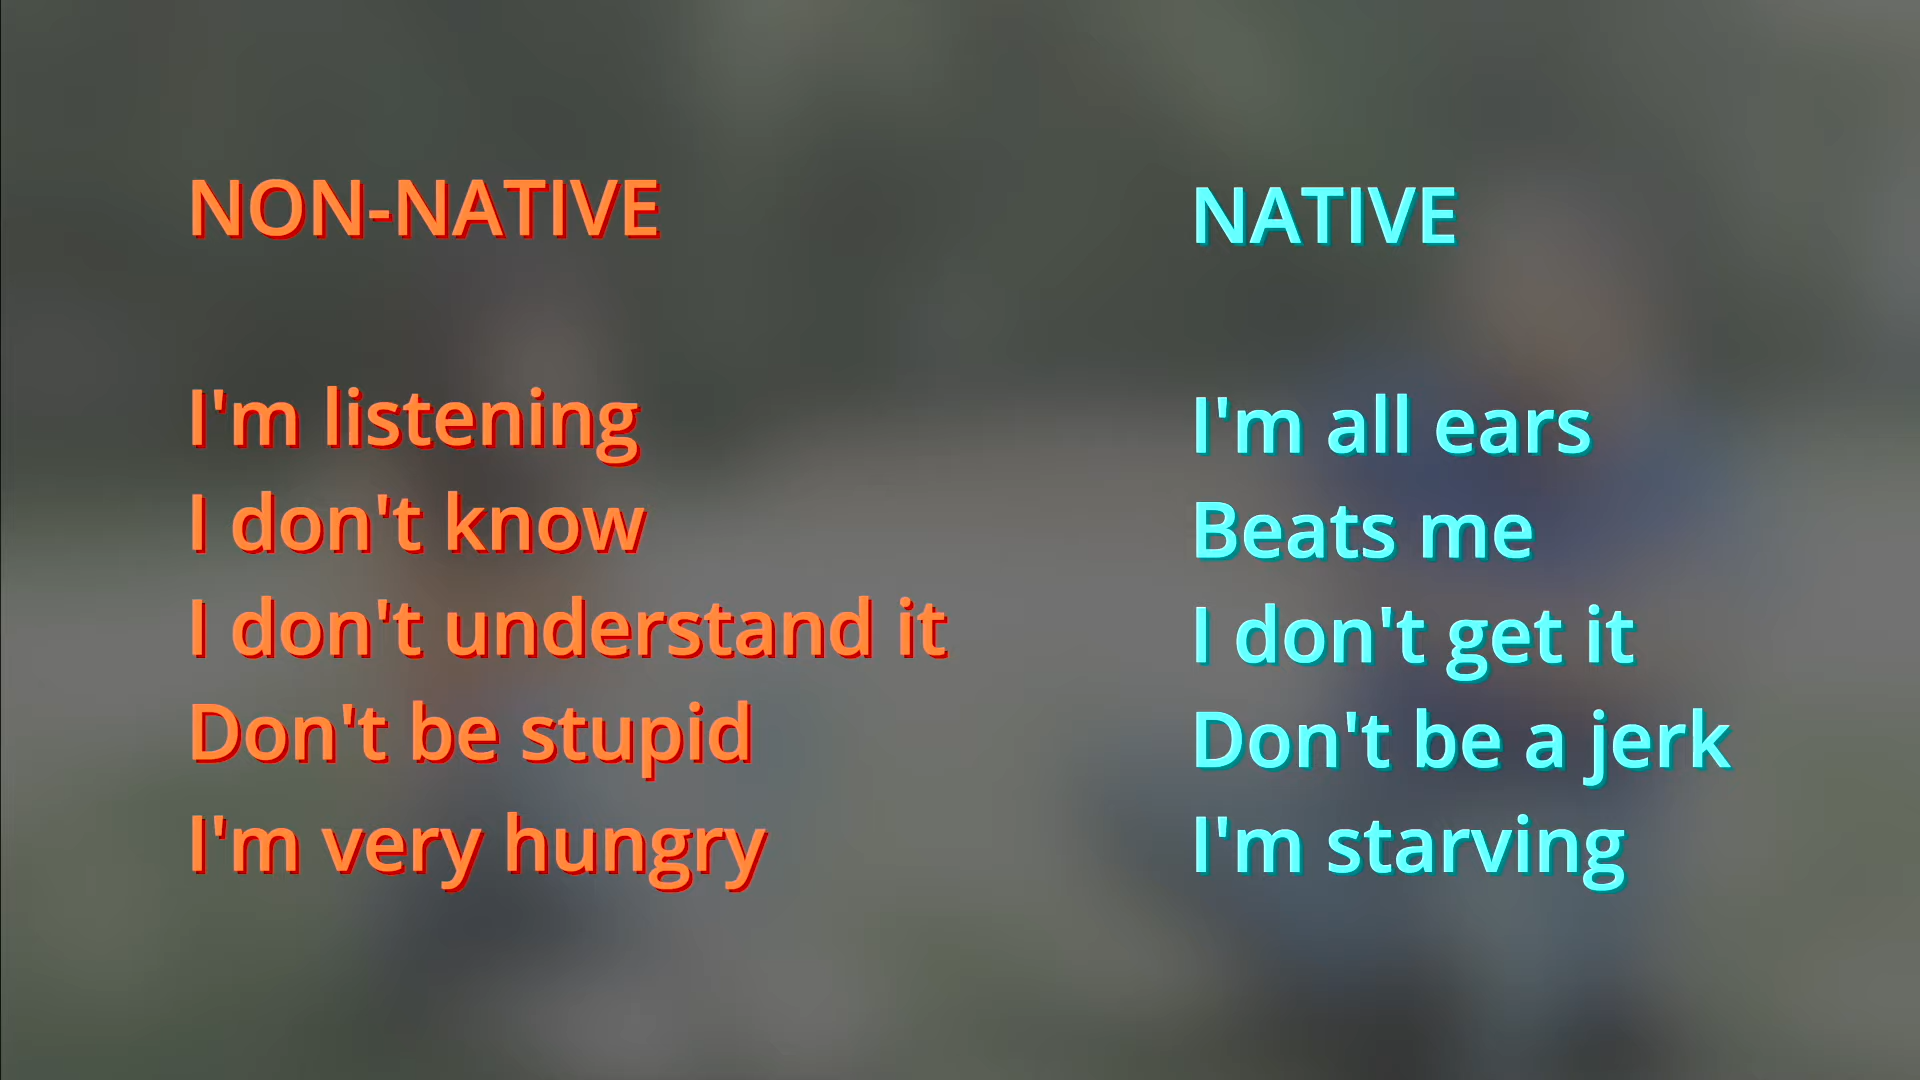 NON-NATIVE
I'm listening
I don't know
I don't understand it
Don't be stupid
I'm very hungry
NATIVE
I'm all ears
Beats me
I don't get it
Don't be a jerk
I'm starving